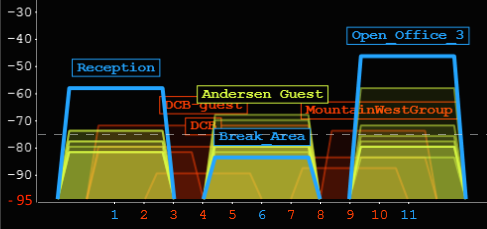 -30
-40
-50
-60
-70
-80
-90
-95
Open_Office_3
Reception
Andersen Guest
DCB-guest
MountainWestGroup
DCB
Break_Area
1 2 3 4 5 6 7 8 9 10 11